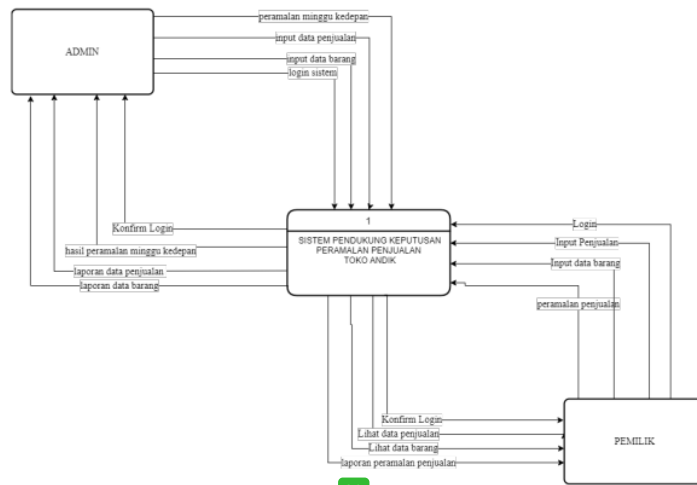 peramalan minggu kedepan
ADMIN
input data penjualan
input data barang
login sistem
1
SISTEM PENDUKUNG KEPUTUSAN
PERAMALAN PENJUALAN
TOKO ANDIK
Konfirm Login
hasil peramalan minggu kedepan
laporan data penjualan
laporan data barang
Login
Input Penjualan
Input data barang
peramalan penjualan
Konfirm Login
Lihat data penjualan
Lihat data barang
laporan peramalan penjualan
PEMILIK